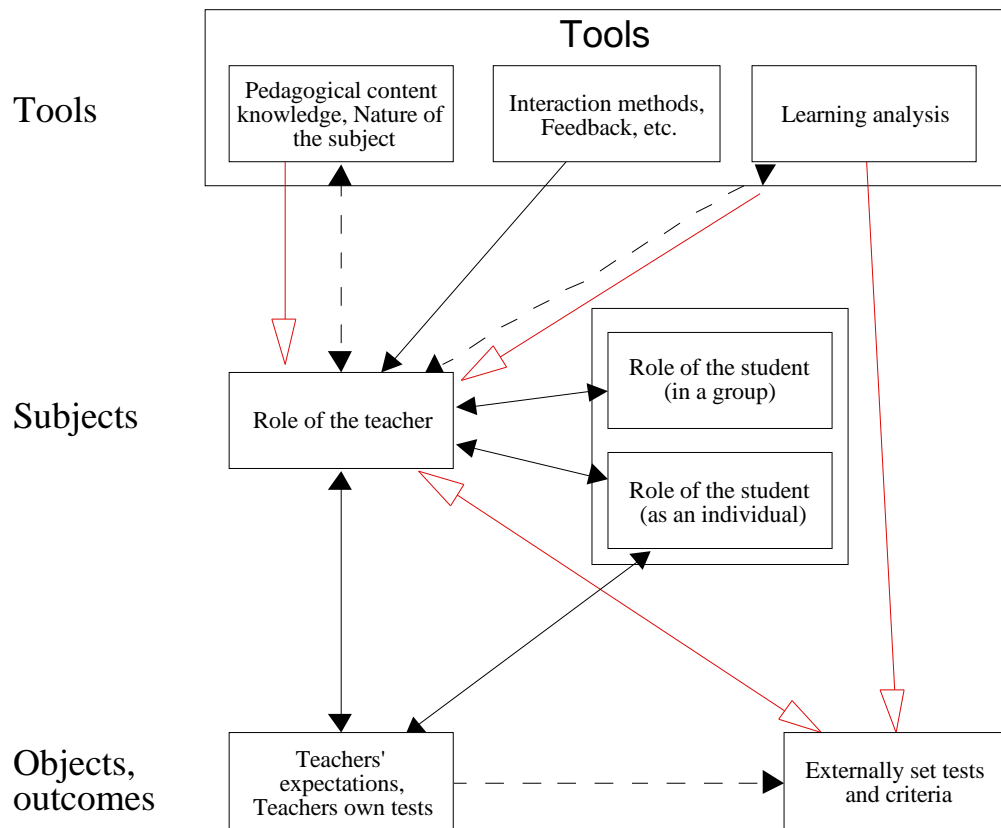 Tools
Tools
Pedagogical content
knowledge, Nature of
the subject
Interaction methods,
Feedback, etc.
Learning analysis
Subjects
Role of the teacher
Role of the student
(in a group)
Role of the student
(as an individual)
Objects,
outcomes
Teachers'
expectations,
Teachers own tests
Externally set tests
and criteria